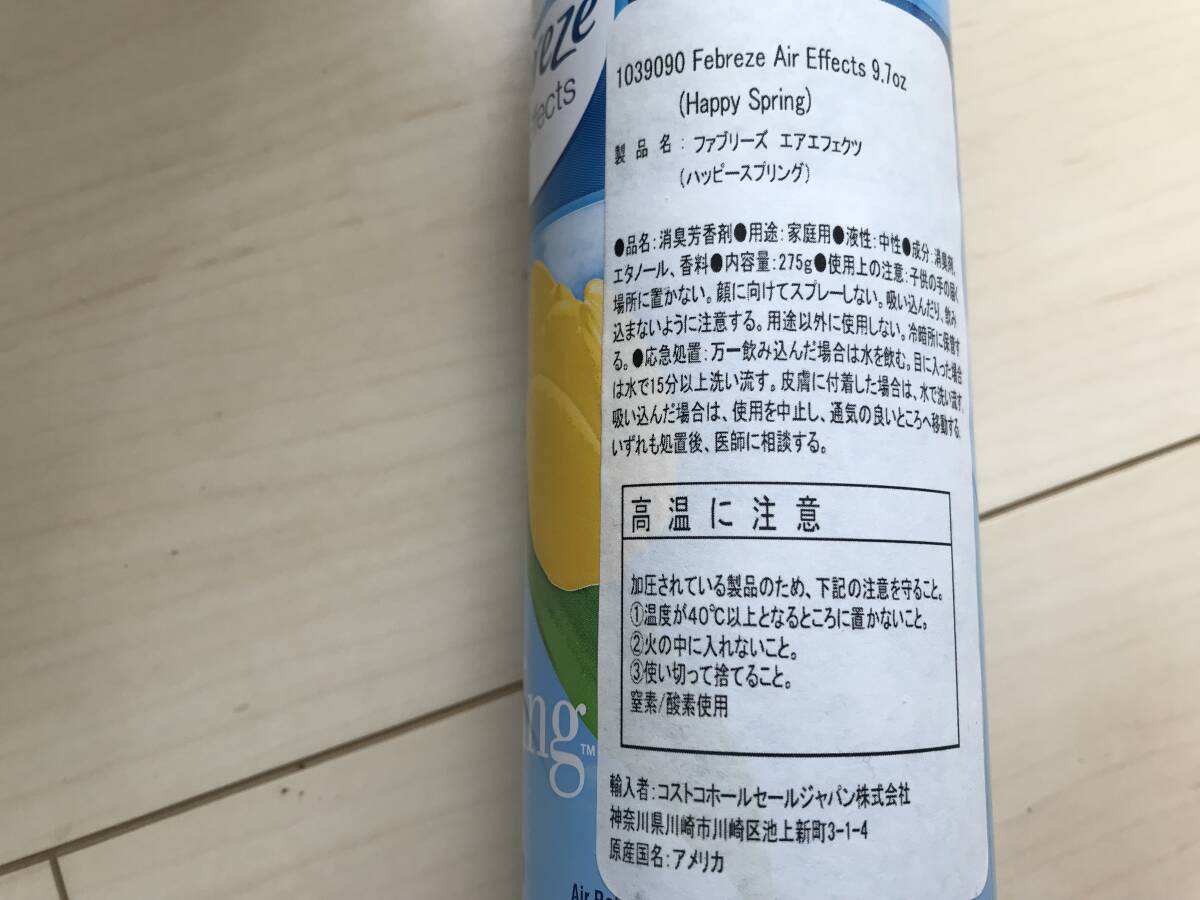 reze
fects
1039090 Febreze Air Effects 9.7oz
(Happy Spring)
製品名:ファブリーズ エアエフェクツ
(ハッピースプリング)
●品名:消臭芳香剤●用途:家庭用●液性:中性●成分:消臭剤、
エタノール、香料●内容量:275g●使用上の注意:子供の手の届く
場所に置かない。顔に向けてスプレーしない。吸い込んだり、飲み
込まないように注意する。用途以外に使用しない。冷暗所に保管す
る。●応急処置:万一飲み込んだ場合は水を飲む。目に入った場合
は水で15分以上洗い流す。皮膚に付着した場合は、水で洗い流す。
吸い込んだ場合は、使用を中止し、通気の良いところへ移動する。
いずれも処置後、医師に相談する。
高温に注意
加圧されている製品のため、下記の注意を守ること。
①温度が40℃以上となるところに置かないこと。
②火の中に入れないこと。
③使い切って捨てること。
窒素/酸素使用
ing™
輸入者:コストコホールセールジャパン株式会社
神奈川県川崎市川崎区池上新町3-1-4
原産国名:アメリカ
Air